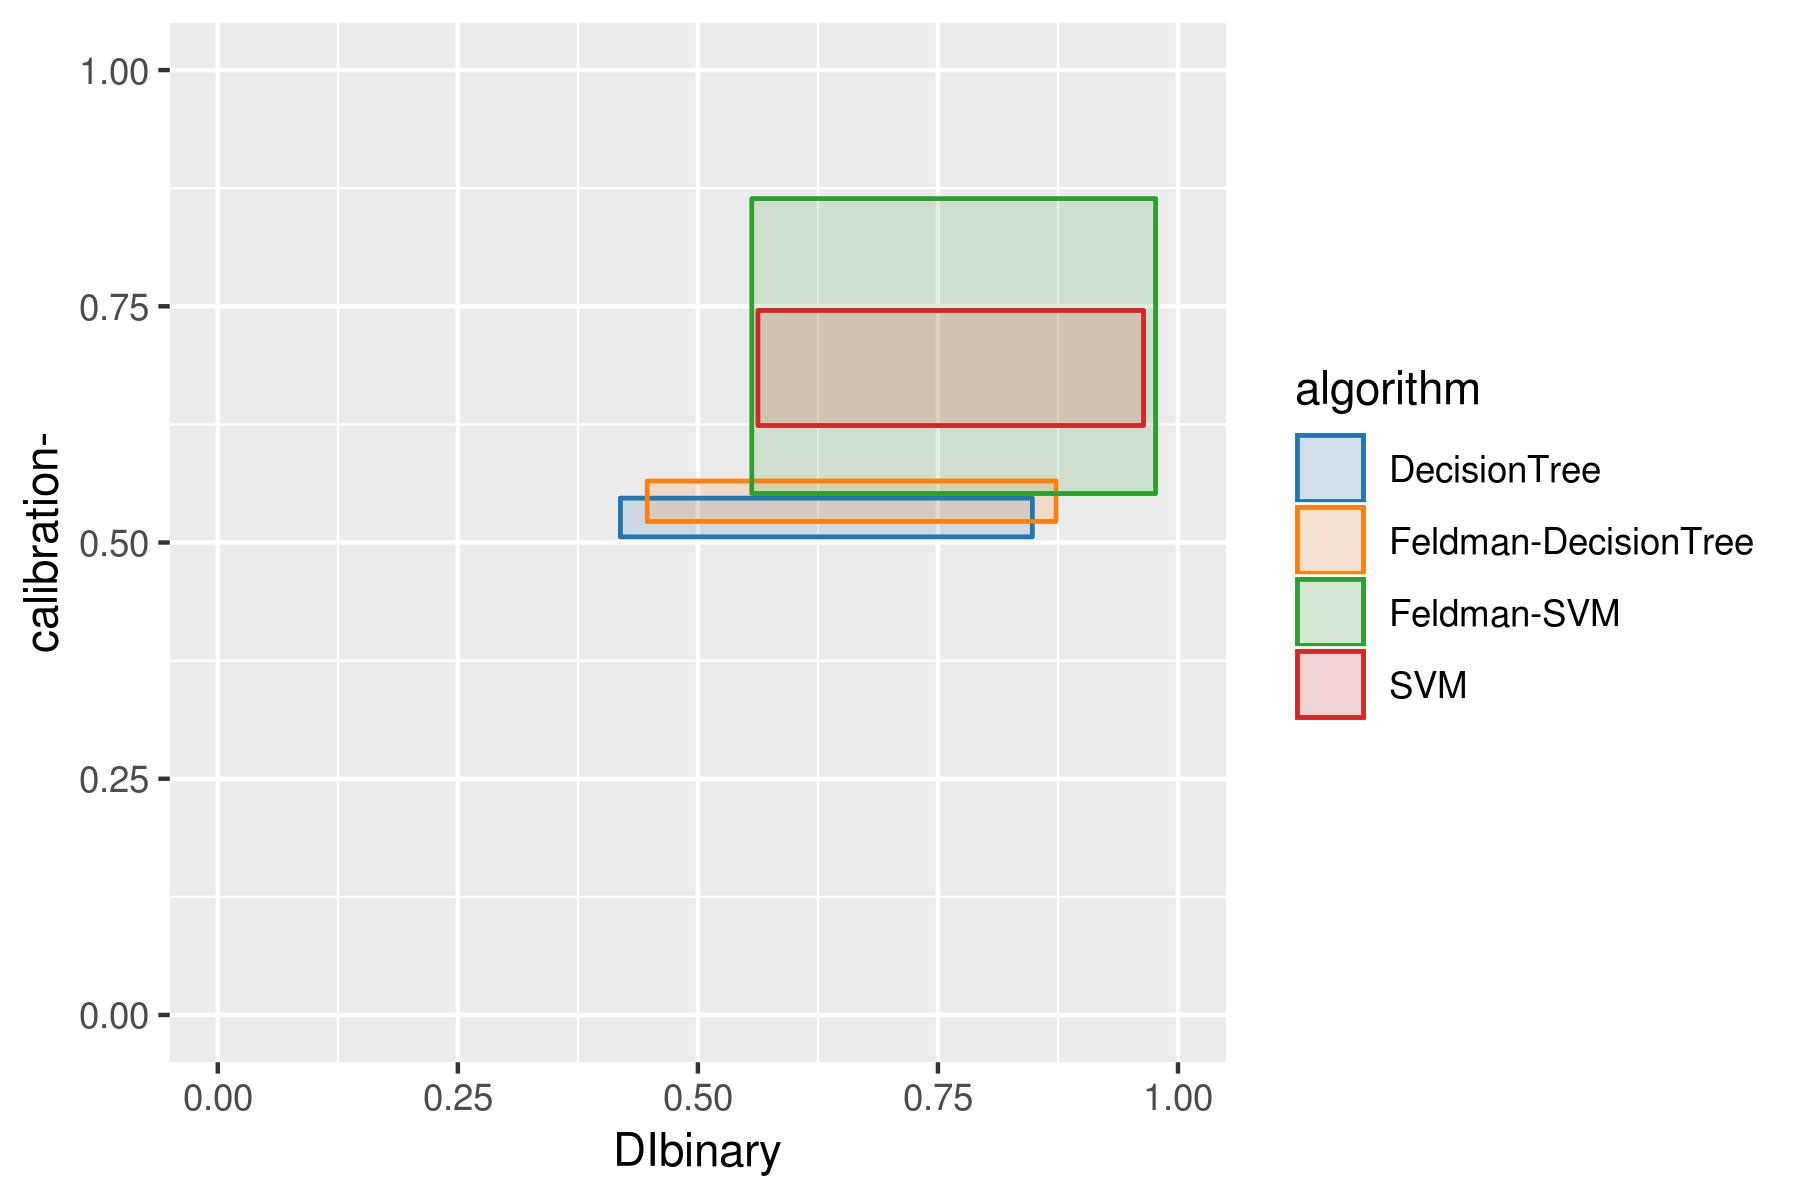 calibration-
1.00
0.75
0.50
0.25
0.00
0.00 0.25 0.50 0.75 1.00
DIbinary
algorithm
DecisionTree
Feldman-DecisionTree
Feldman-SVM
SVM